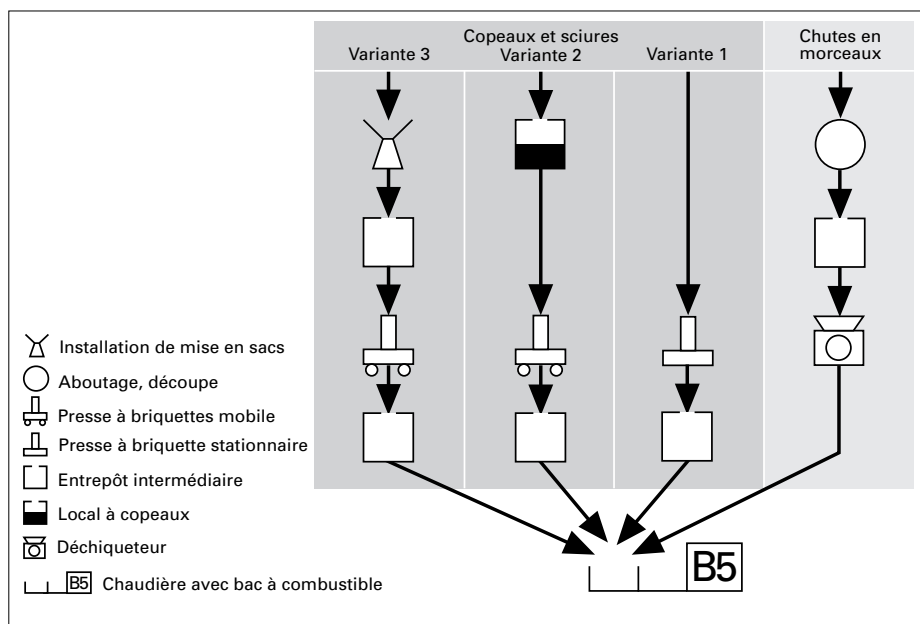 Copeaux et sciures
Variante 3
Variante 2
Variante 1
Chutes en
morceaux
Installation de mise en sacs
Aboutage, découpe
Presse à briquettes mobile
Presse à briquette stationnaire
Entrepôt intermédiaire
Local à copeaux
Déchiqueteur
B5 Chaudière avec bac à combustible
B5